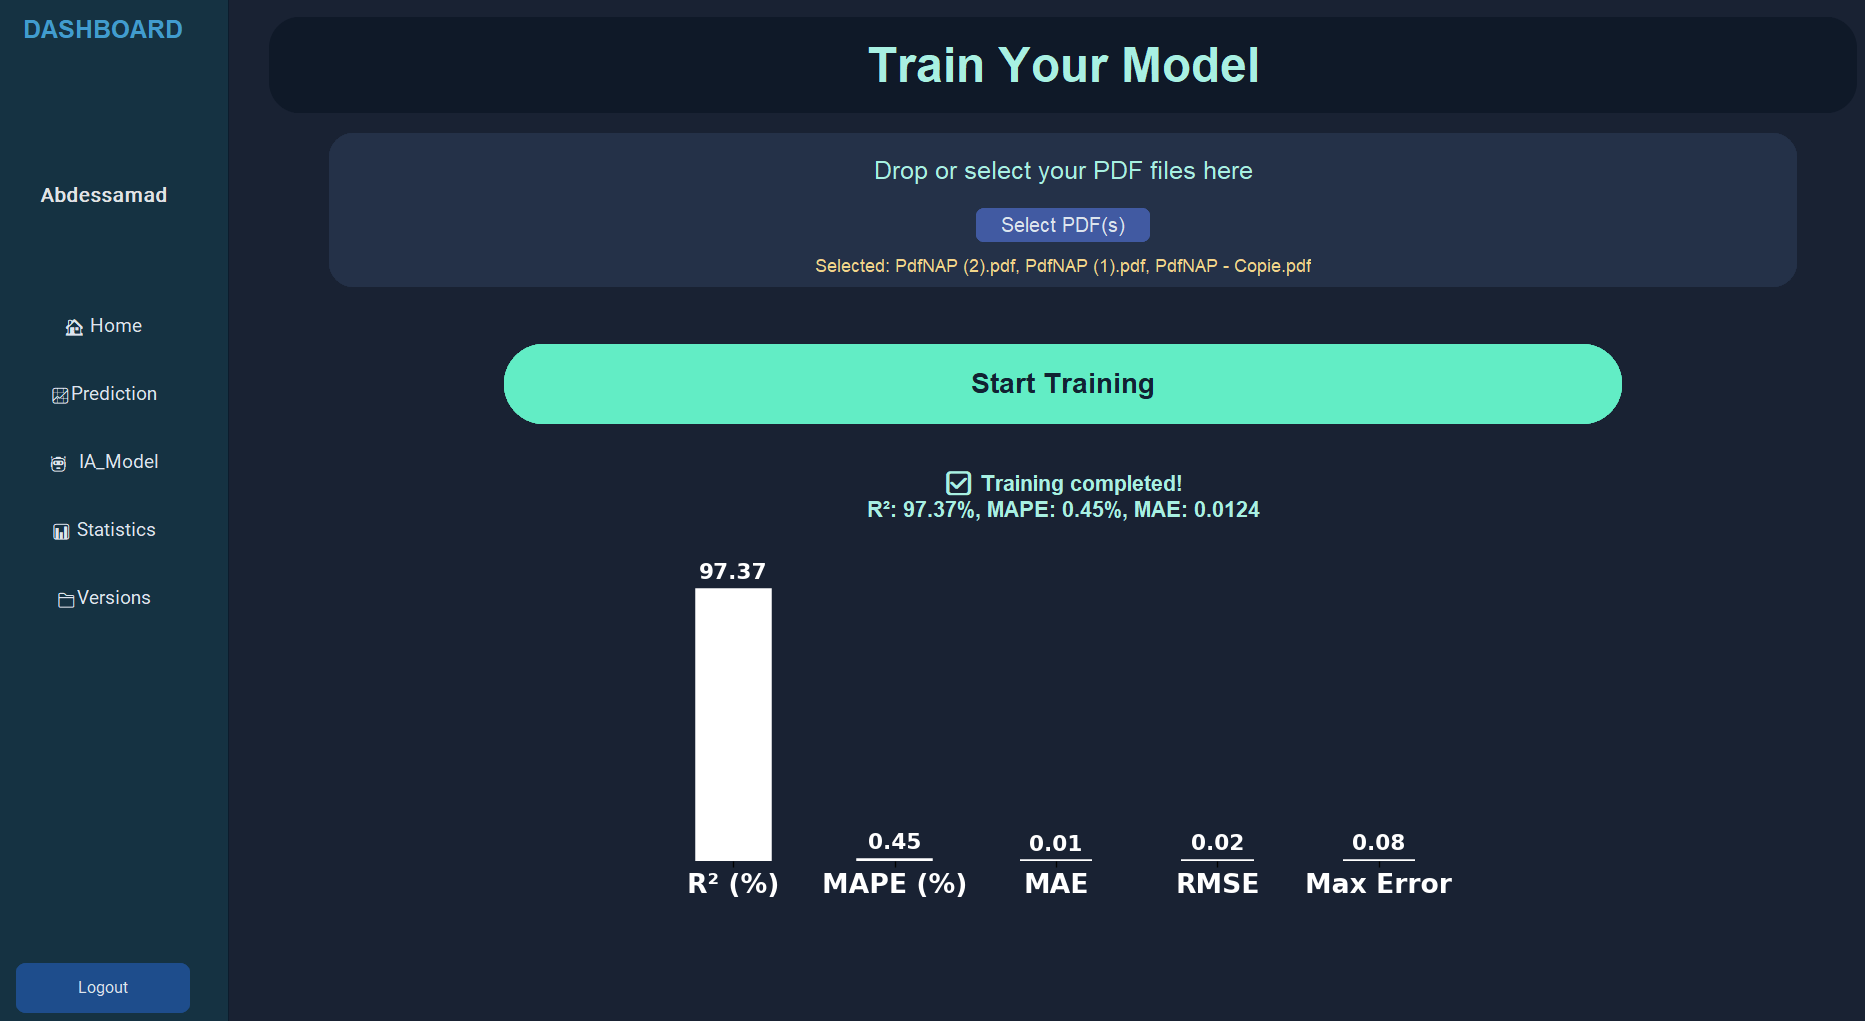 DASHBOARD
Abdessamad
Home
Prediction
IA_Model
Statistics
Versions
Logout
Train Your Model
Drop or select your PDF files here
Select PDF(s)
Selected: PdfNAP (2).pdf, PdfNAP (1).pdf, PdfNAP - Copie.pdf
Start Training
Training completed!
R²: 97.37%, MAPE: 0.45%, MAE: 0.0124
97.37
0.45
0.01
0.02
0.08
R² (%)
MAPE (%)
MAE
RMSE
Max Error